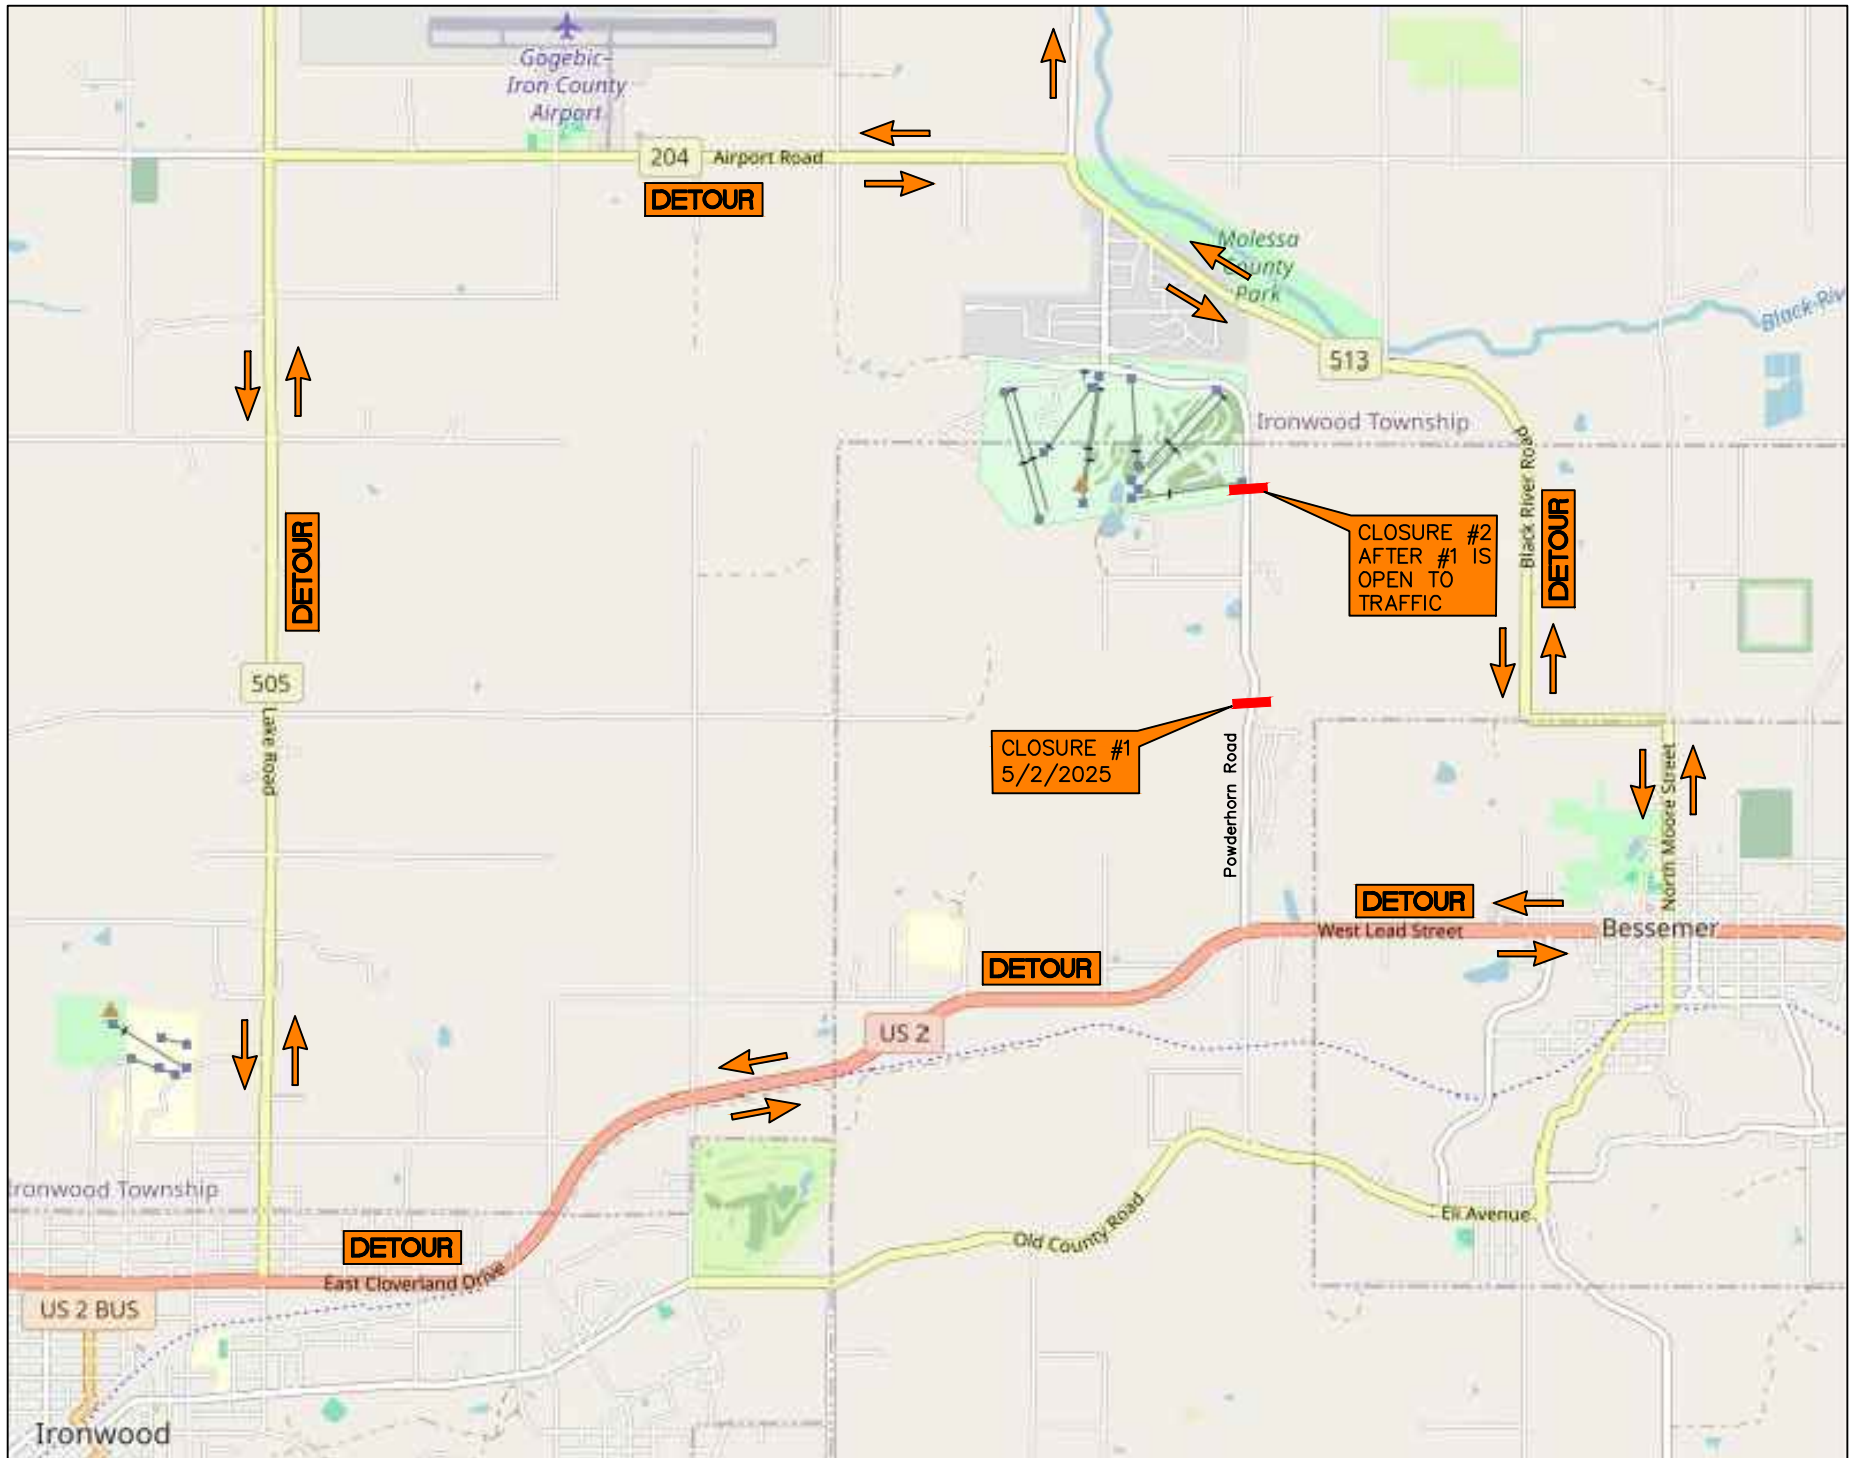 Gogebic-
Iron County
Airport
204
Airport Road
DETOUR
Molessa
County
Park
Black-Riv
513
Ironwood Township
Black River Road
DETOUR
DETOUR
CLOSURE #2
AFTER #1 IS
OPEN TO
TRAFFIC
505
Lake Road
CLOSURE #1
5/2/2025
Powderhorn Road
North Moore Street
DETOUR
West Lead Street
Bessemer
DETOUR
US 2
Ironwood Township
Old County Road
Eli Avenue
DETOUR
East Cloverland Drive
US 2 BUS
Ironwood